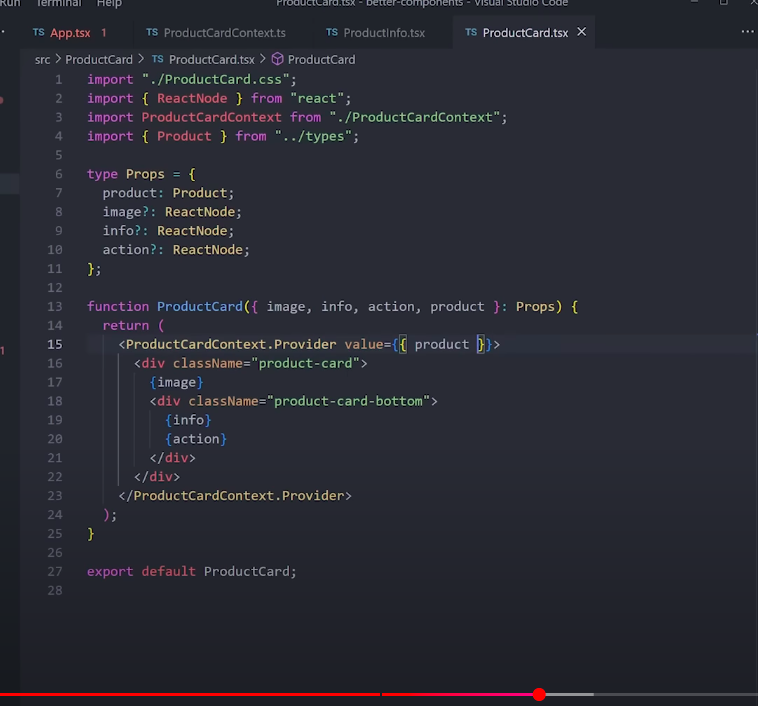 Run Terminal Help ProductCard.tsx - better-components - Visual Studio Code
TS App.tsx 1 TS ProductCardContext.ts TS ProductInfo.tsx TS ProductCard.tsx × ···
src > ProductCard > TS ProductCard.tsx > ProductCard
1 import "./ProductCard.css";
2 import { ReactNode } from "react";
3 import ProductCardContext from "./ProductCardContext";
4 import { Product } from "../types";
5
6 type Props = {
7   product: Product;
8   image?: ReactNode;
9   info?: ReactNode;
10   action?: ReactNode;
11 };
12
13 function ProductCard({ image, info, action, product }: Props) {
14   return (
15     <ProductCardContext.Provider value={{ product }}>
16       <div className="product-card">
17         {image}
18         <div className="product-card-bottom">
19           {info}
20           {action}
21         </div>
22       </div>
23     </ProductCardContext.Provider>
24   );
25 }
26
27 export default ProductCard;
28
1